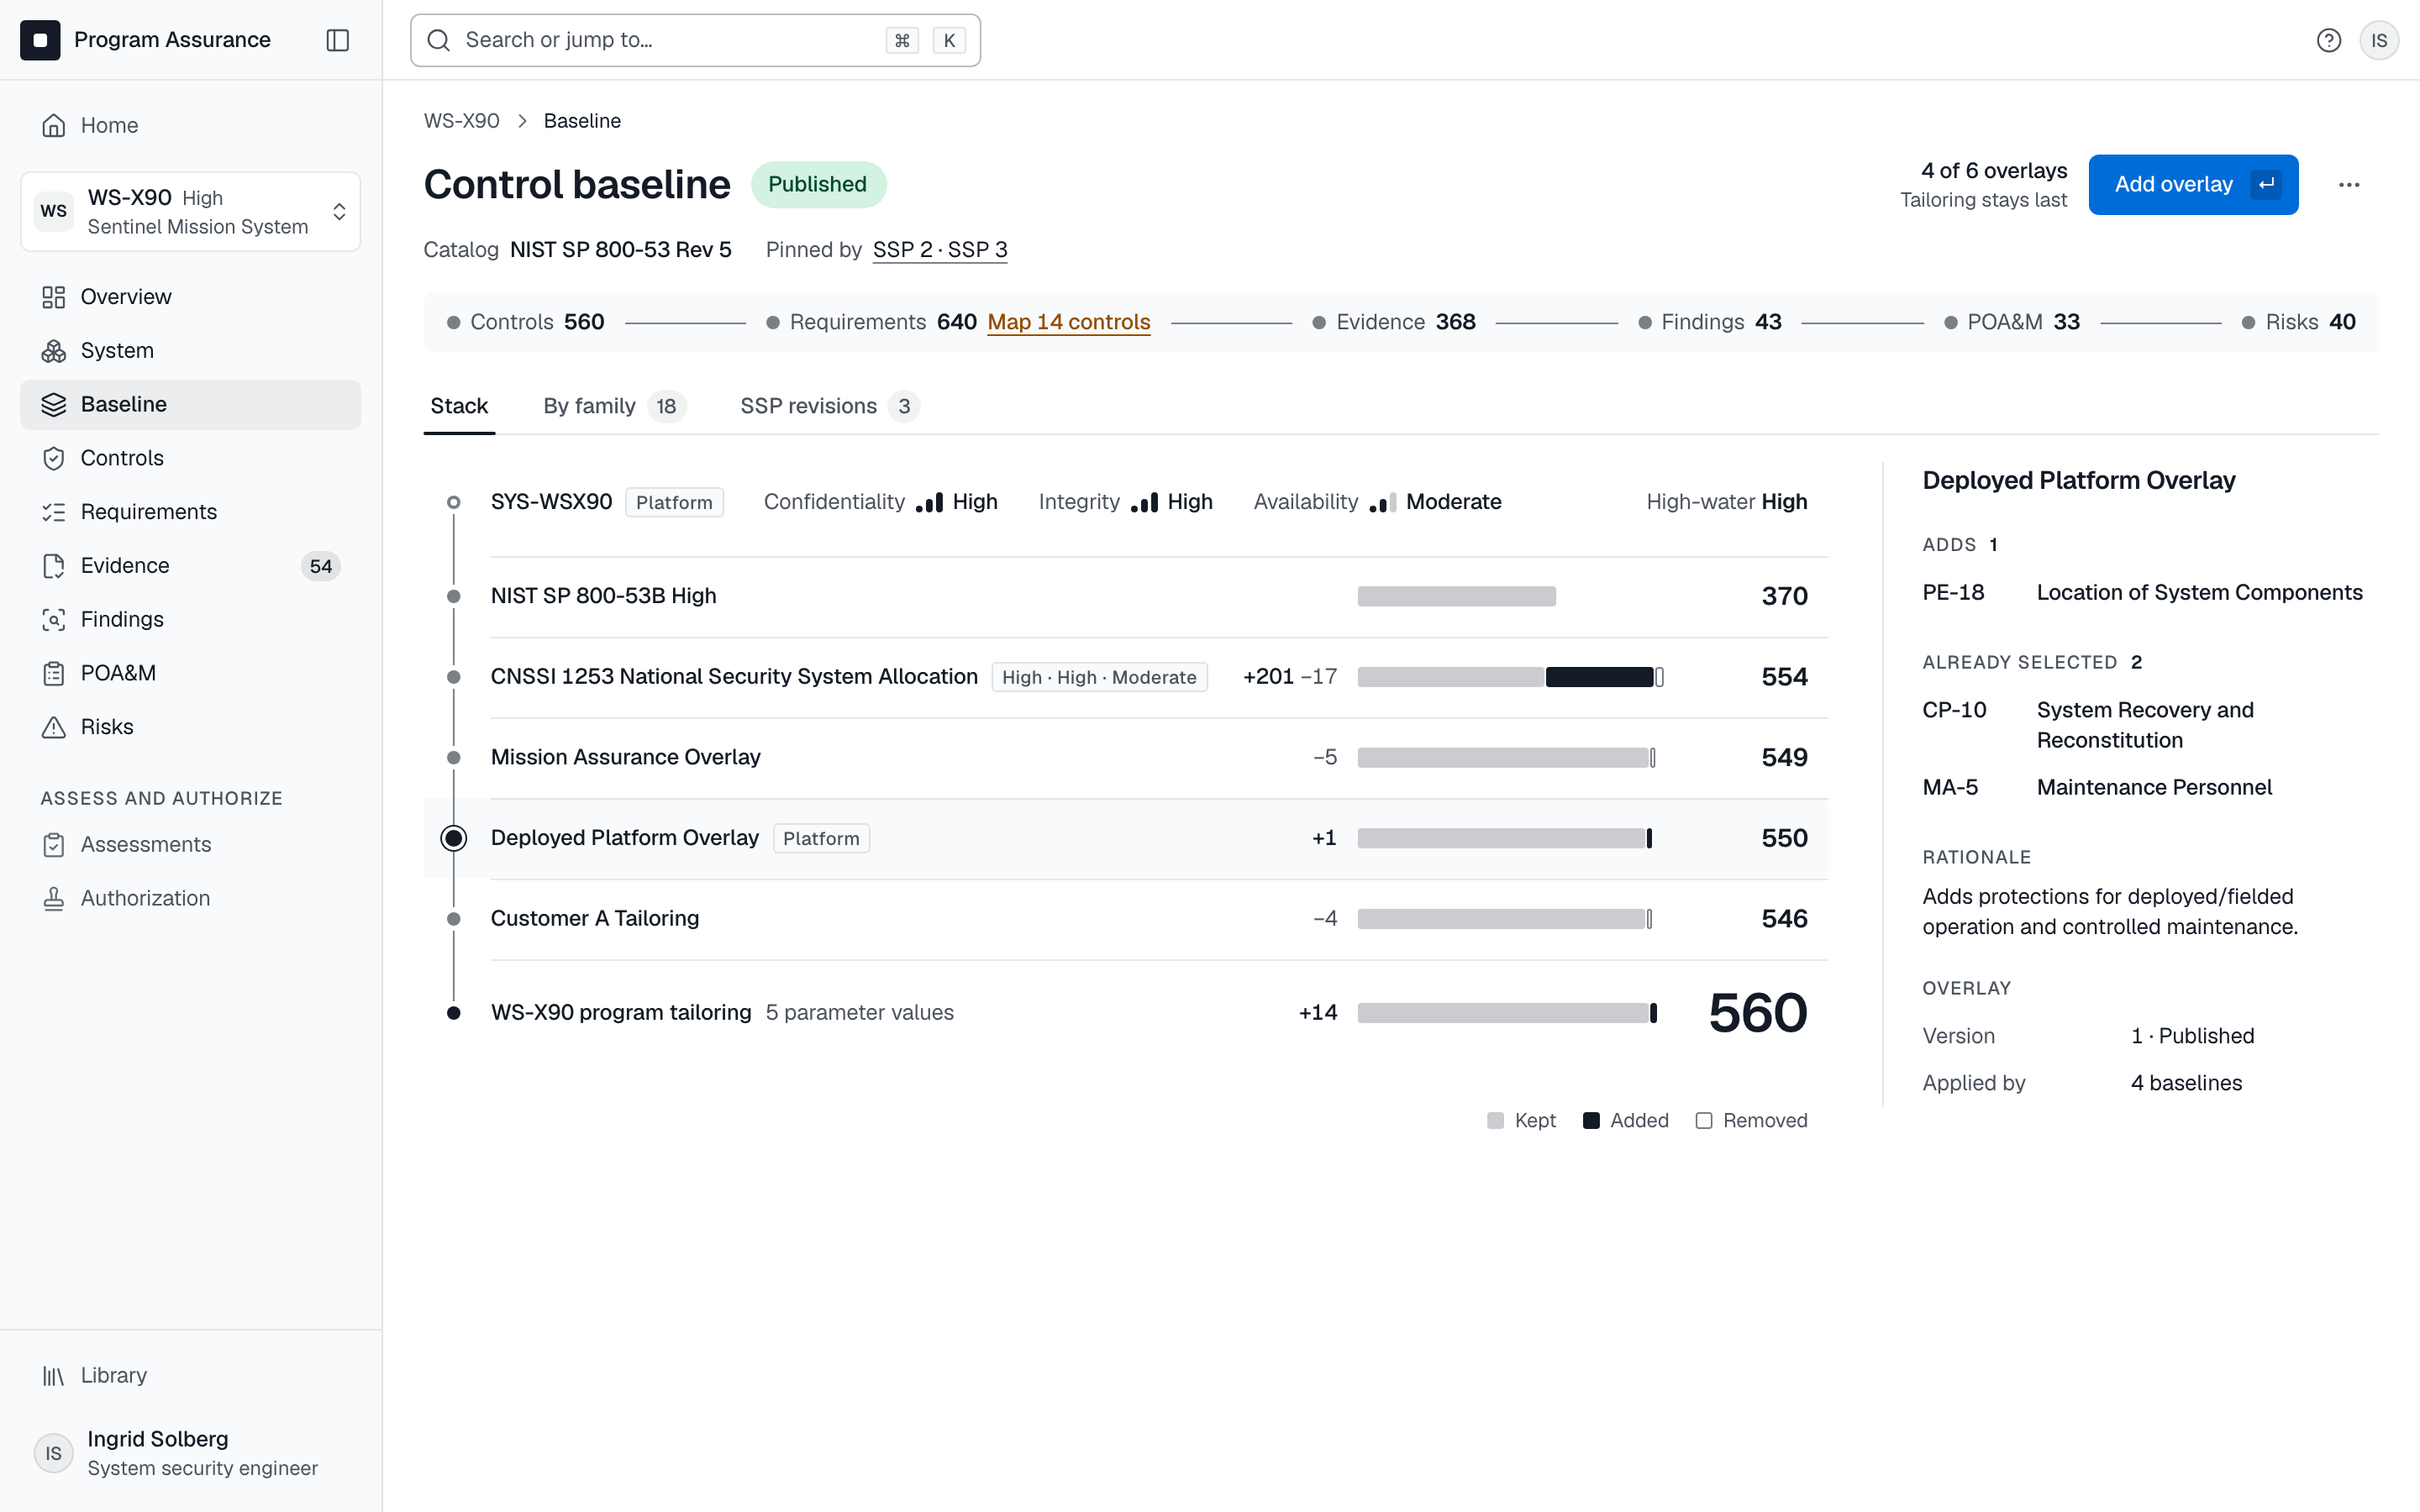 Program Assurance
Search or jump to...
⌘ K
IS
Home
WS
WS-X90 High
Sentinel Mission System
Overview
System
Baseline
Controls
Requirements
Evidence 54
Findings
POA&M
Risks
ASSESS AND AUTHORIZE
Assessments
Authorization
Library
IS
Ingrid Solberg
System security engineer
WS-X90 > Baseline
Control baseline Published
4 of 6 overlays
Tailoring stays last
Add overlay
Catalog NIST SP 800-53 Rev 5 Pinned by SSP 2 · SSP 3
Controls 560 Requirements 640 Map 14 controls Evidence 368 Findings 43 POA&M 33 Risks 40
Stack By family 18 SSP revisions 3
SYS-WSX90 Platform Confidentiality High Integrity High Availability Moderate High-water High
NIST SP 800-53B High 370
CNSSI 1253 National Security System Allocation High · High · Moderate +201 −17 554
Mission Assurance Overlay −5 549
Deployed Platform Overlay Platform +1 550
Customer A Tailoring −4 546
WS-X90 program tailoring 5 parameter values +14 560
Kept Added Removed
Deployed Platform Overlay
ADDS 1
PE-18 Location of System Components
ALREADY SELECTED 2
CP-10 System Recovery and
Reconstitution
MA-5 Maintenance Personnel
RATIONALE
Adds protections for deployed/fielded
operation and controlled maintenance.
OVERLAY
Version 1 · Published
Applied by 4 baselines